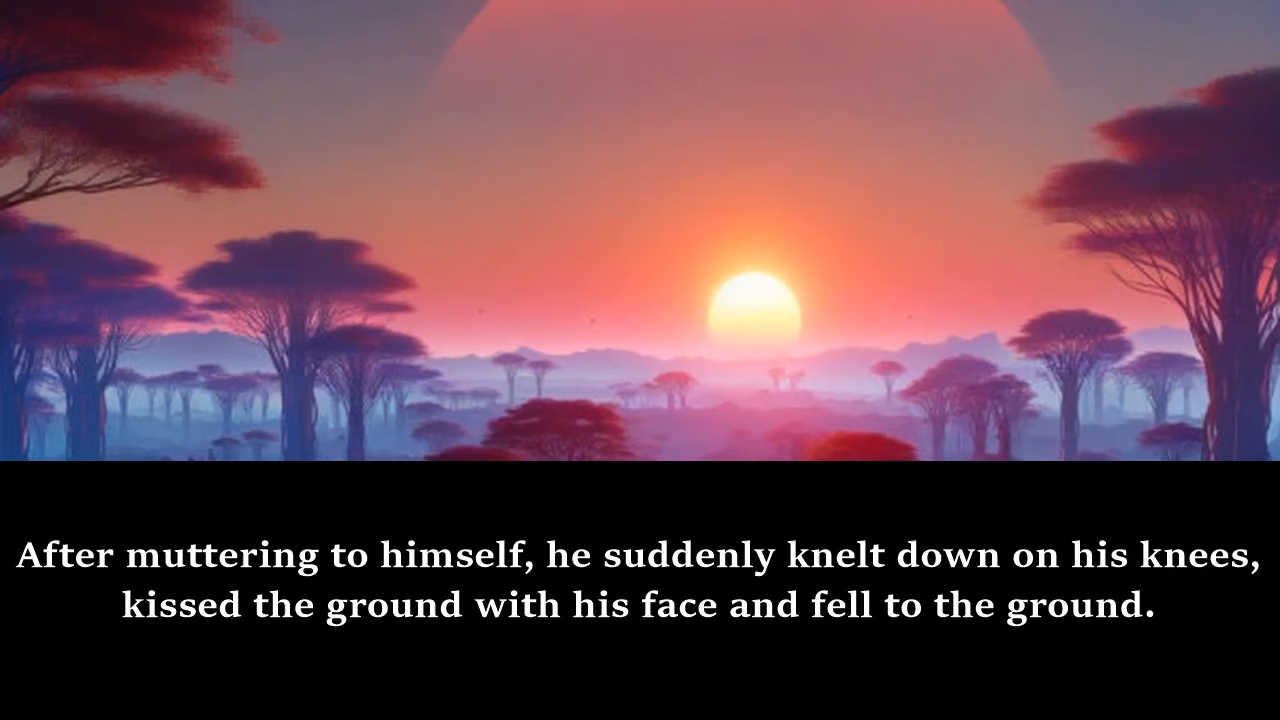 After muttering to himself, he suddenly knelt down on his knees,
kissed the ground with his face and fell to the ground.